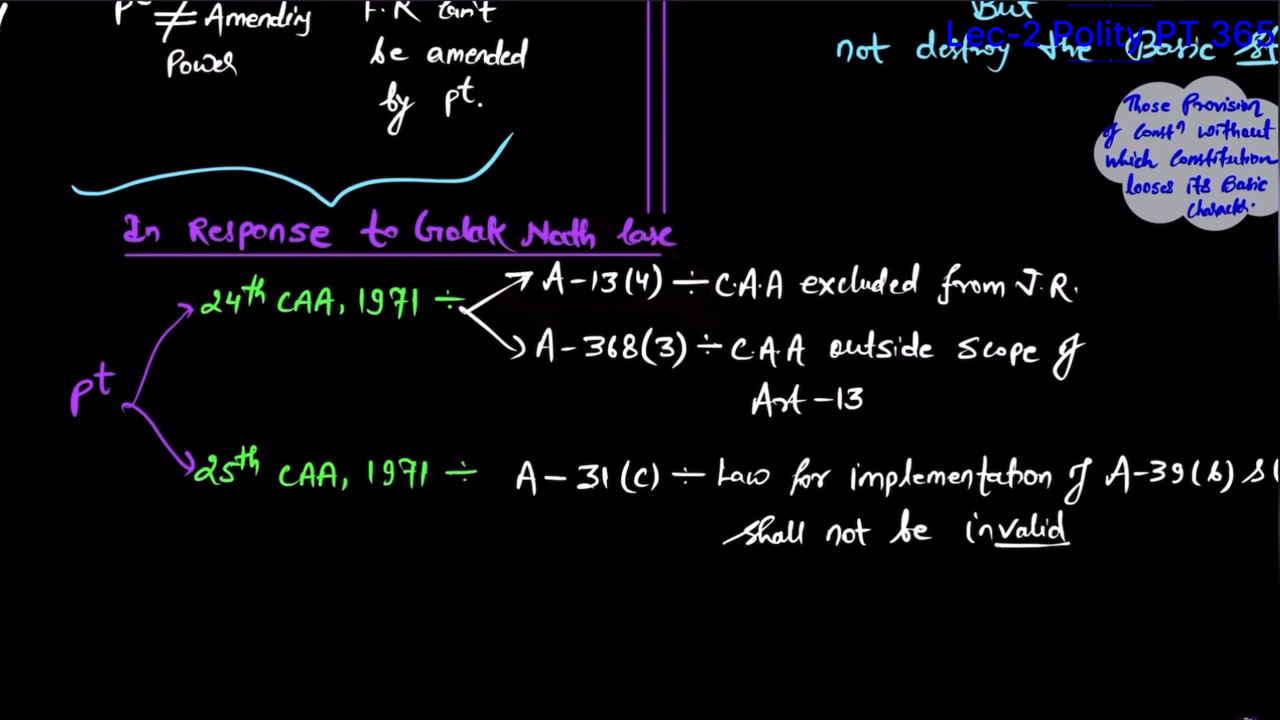 Pt ≠ Amending
Power
F.R Can't
be amended
by Pt.
But
not destroy the Basic
Lec-2 Polity PT 365
Those Provision
of Constn without
which Constitution
looses its Basic
Character.
In Response to Golak Nath Case
Pt
24th CAA, 1971 ÷
A-13(4) ÷ C.A.A excluded from J.R.
A-368(3) ÷ C.A.A outside scope of
Art-13
25th CAA, 1971 ÷ A-31(c) ÷ Law for implementation of A-39(b) &
shall not be invalid